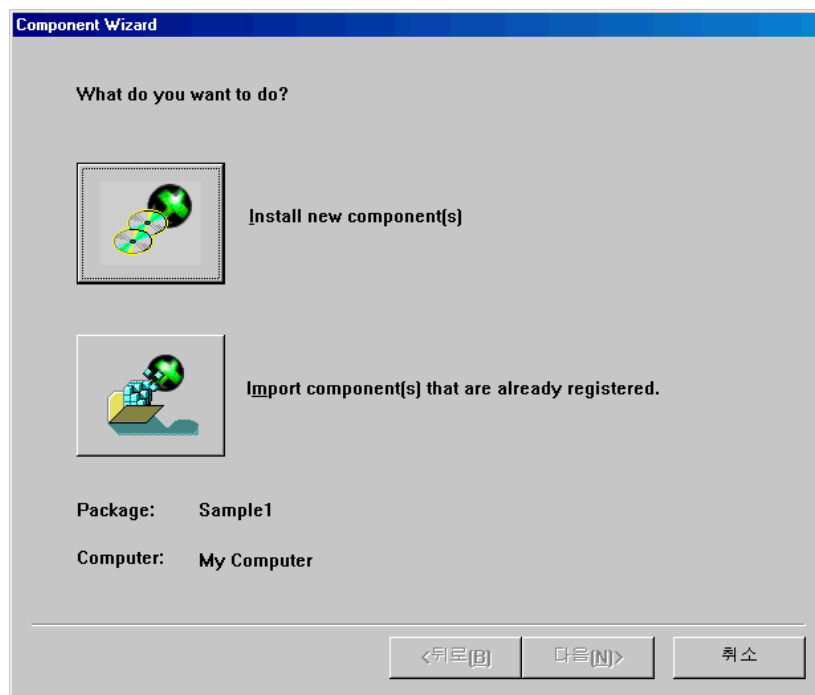 Component Wizard
What do you want to do?
Install new component(s)
Import component(s) that are already registered.
Package: Sample1
Computer: My Computer
<뒤로(B) 다음(N)> 취소